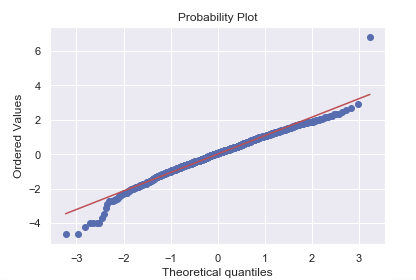 Probability Plot
Ordered Values
6
4
2
0
−2
−4
−3 −2 −1 0 1 2 3
Theoretical quantiles